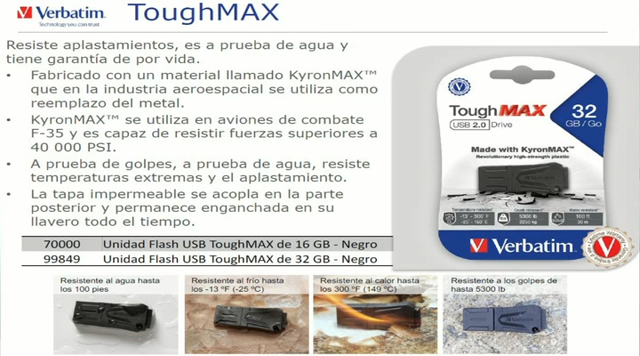 Verbatim.
Technology you can trust
ToughMAX
Resiste aplastamientos, es a prueba de agua y
tiene garantía de por vida.
• Fabricado con un material llamado KyronMAX™
que en la industria aeroespacial se utiliza como
reemplazo del metal.
• KyronMAX™ se utiliza en aviones de combate
F-35 y es capaz de resistir fuerzas superiores a
40 000 PSI.
• A prueba de golpes, a prueba de agua, resiste
temperaturas extremas y el aplastamiento.
• La tapa impermeable se acopla en la parte
posterior y permanece enganchada en su
llavero todo el tiempo.
70000 Unidad Flash USB ToughMAX de 16 GB - Negro
99849 Unidad Flash USB ToughMAX de 32 GB - Negro
ToughMAX
USB 2.0 Drive
32
GB/Go
Made with KyronMAX™
Revolutionary high-strength plastic
Verbatim
Resistente al agua hasta
los 100 pies
Resistente al frío hasta
los -13 °F (-25 °C)
Resistente al calor hasta
los 300 °F (149 °C)
Resistente a los golpes de
hasta 5300 lb